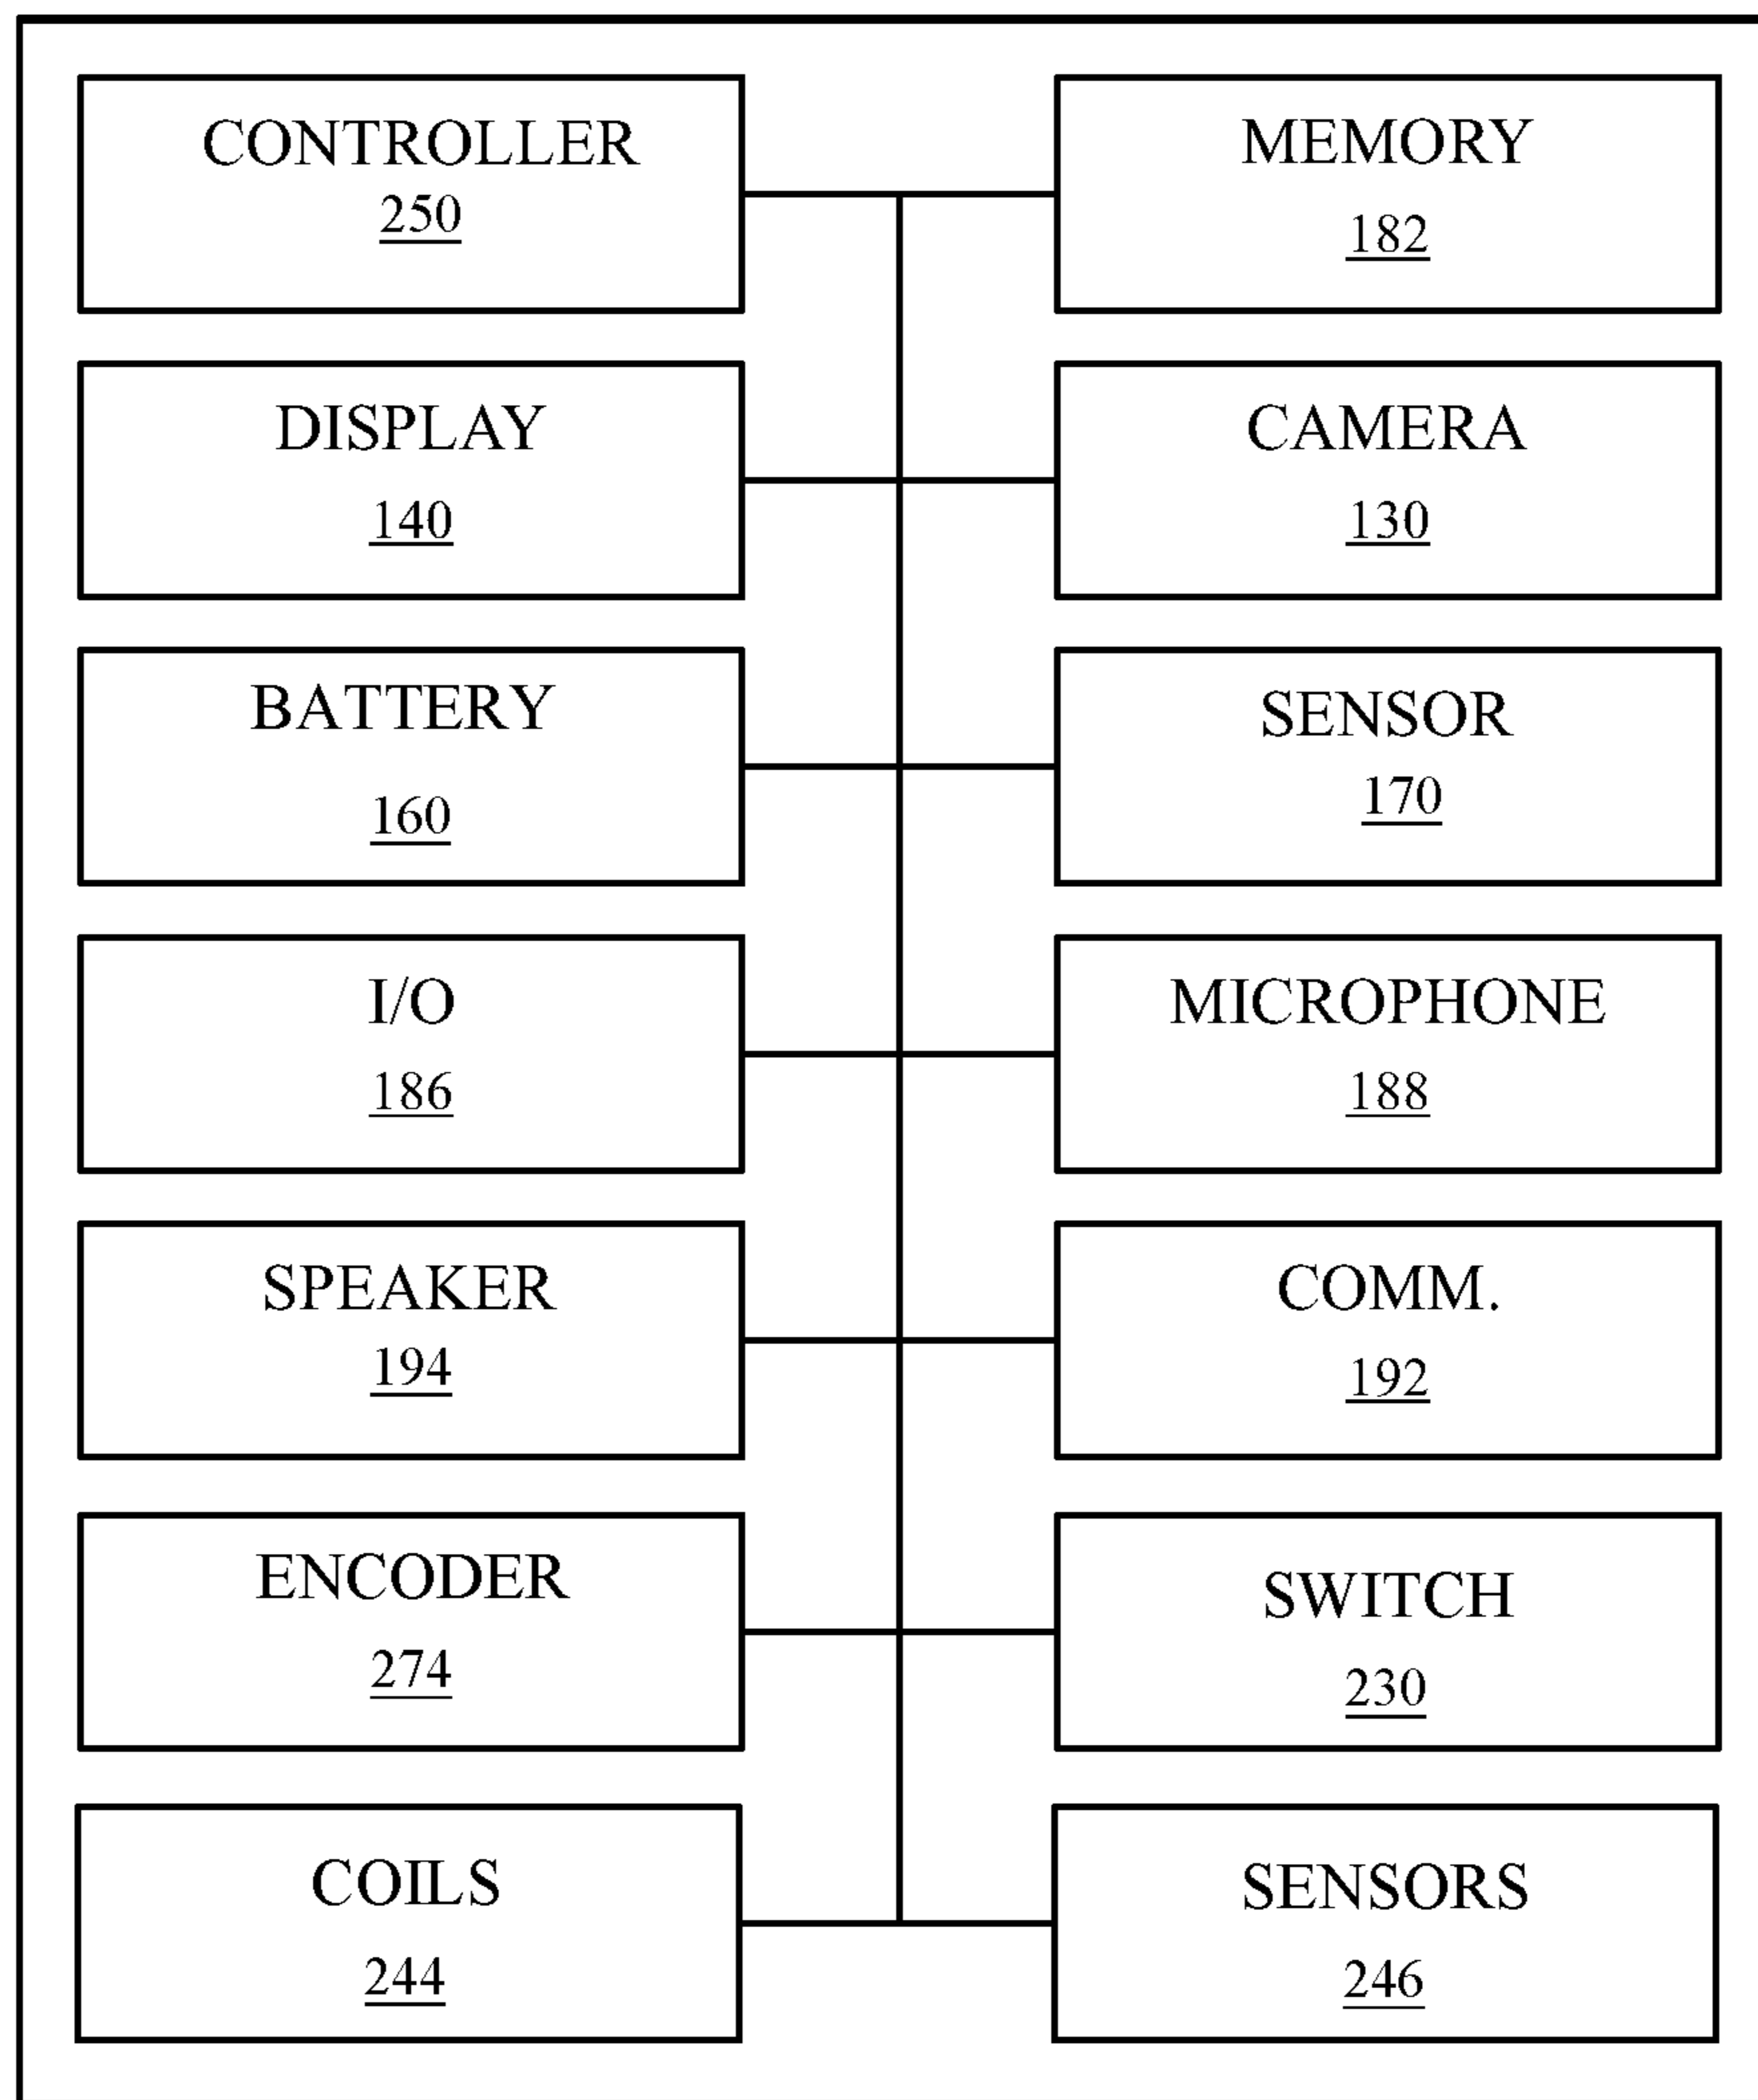 CONTROLLER
250
MEMORY
182
DISPLAY
140
CAMERA
130
BATTERY
160
SENSOR
170
I/O
186
MICROPHONE
188
SPEAKER
194
COMM.
192
ENCODER
274
SWITCH
230
COILS
244
SENSORS
246